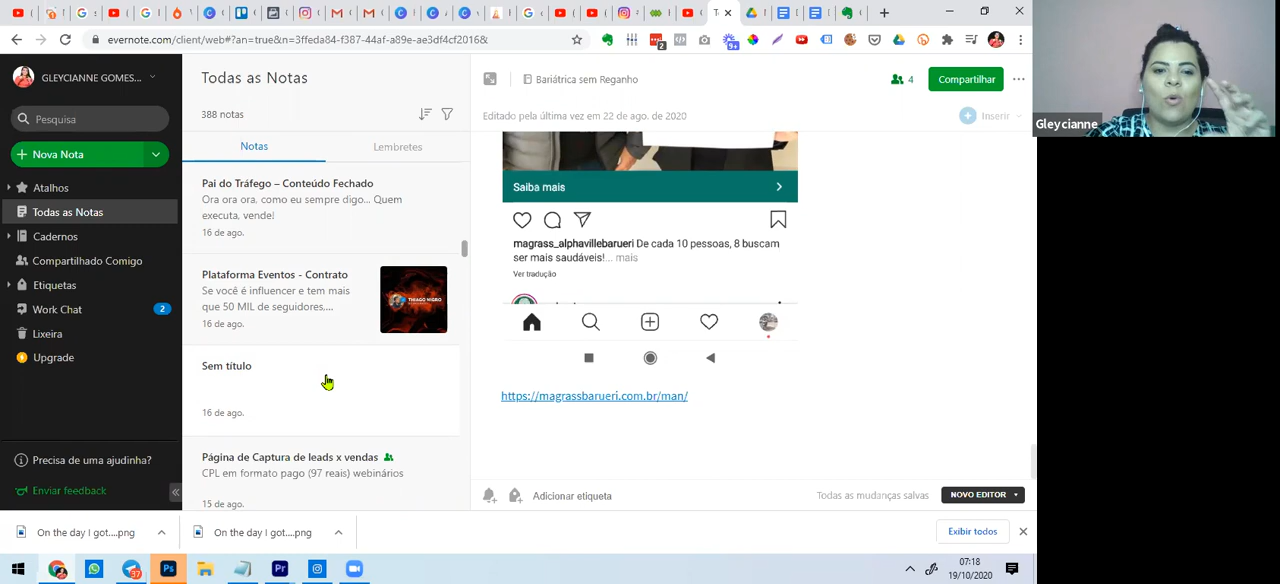 evernote.com/client/web#?an=true&n=3ffeda84-f387-44af-a89e-ae3df4cf2016&
2
9+
GLEYCIANNE GOMES...
Pesquisa
Nova Nota
Atalhos
Todas as Notas
Cadernos
Compartilhado Comigo
Etiquetas
Work Chat
2
Lixeira
Upgrade
Precisa de uma ajudinha?
Enviar feedback
Todas as Notas
388 notas
Notas
Lembretes
Pai do Tráfego – Conteúdo Fechado
Ora ora ora, como eu sempre digo... Quem
executa, vende!
16 de ago.
Plataforma Eventos - Contrato
Se você é influencer e tem mais
que 50 MIL de seguidores,...
16 de ago.
THIAGO NIGRO
Sem título
16 de ago.
Página de Captura de leads x vendas
CPL em formato pago (97 reais) webinários
15 de ago.
Bariátrica sem Reganho
4
Compartilhar
Editado pela última vez em 22 de ago. de 2020
Inserir
Saiba mais
magrass_alphavillebarueri De cada 10 pessoas, 8 buscam
ser mais saudáveis!... mais
Ver tradução
https://magrassbarueri.com.br/man/
Adicionar etiqueta
Todas as mudanças salvas
NOVO EDITOR
Gleycianne
On the day I got....png
On the day I got....png
Exibir todos
37
Ps
Pr
07:18
19/10/2020